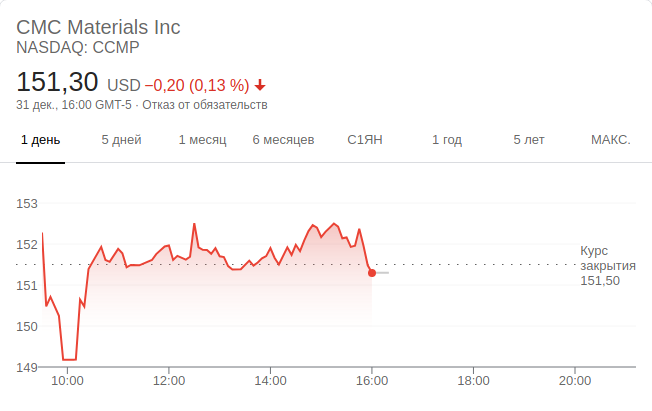 CMC Materials Inc
NASDAQ: CCMP
151,30 USD −0,20 (0,13 %)
31 дек., 16:00 GMT-5 · Отказ от обязательств
1 день 5 дней 1 месяц 6 месяцев С1ЯН 1 год 5 лет МАКС.
153
152
151
150
149
Курс
закрытия
151,50
10:00 12:00 14:00 16:00 18:00 20:00